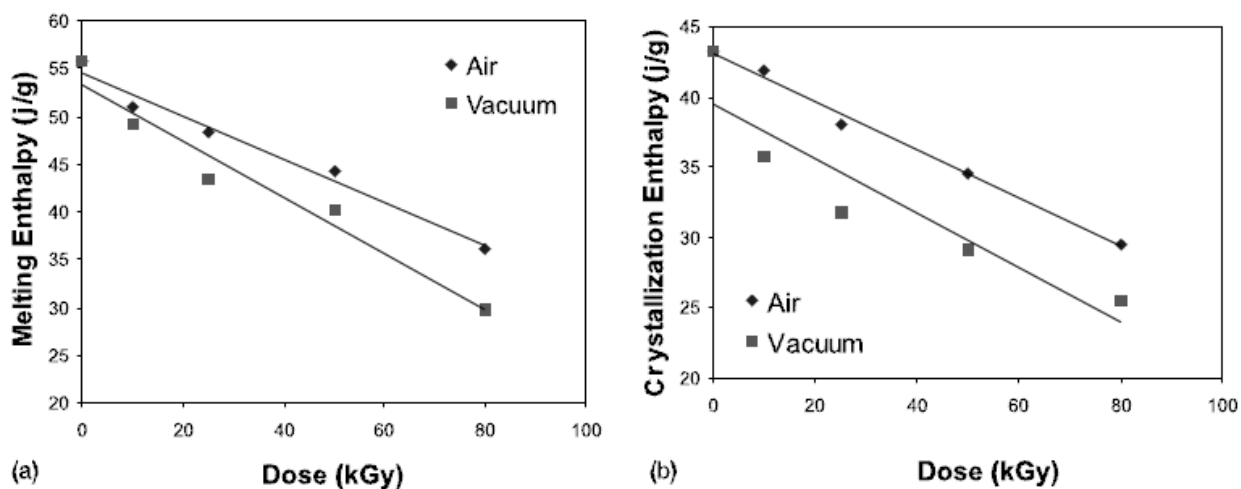 Melting Enthalpy (j/g)
60
55
50
45
40
35
30
25
20
0
20
40
60
80
100
Air
Vacuum
(a)
Dose (kGy)
Crystallization Enthalpy (j/g)
45
40
35
30
25
20
0
20
40
60
80
100
Air
Vacuum
(b)
Dose (kGy)